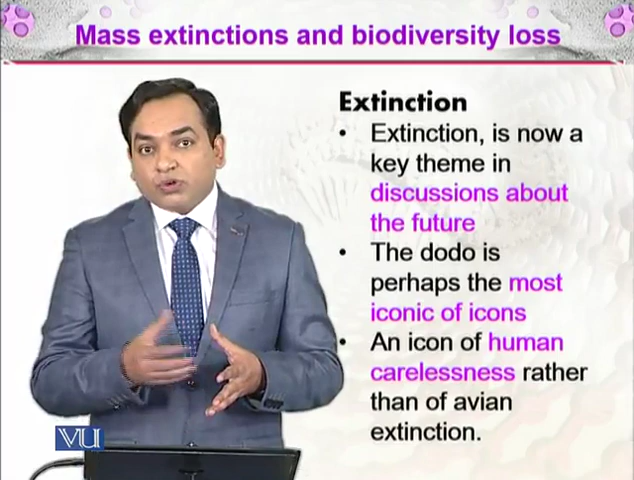 Mass extinctions and biodiversity loss
Extinction
• Extinction, is now a
key theme in
discussions about
the future
• The dodo is
perhaps the most
iconic of icons
• An icon of human
carelessness rather
than of avian
extinction.
VU